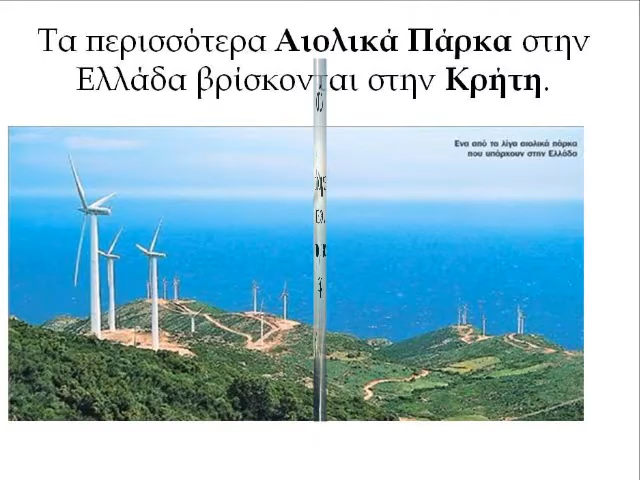 Τα περισσότερα Αιολικά Πάρκα στην
Ελλάδα βρίσκονται στην Κρήτη.
Ενα από τα λίγα αιολικά πάρκα
που υπάρχουν στην Ελλάδα